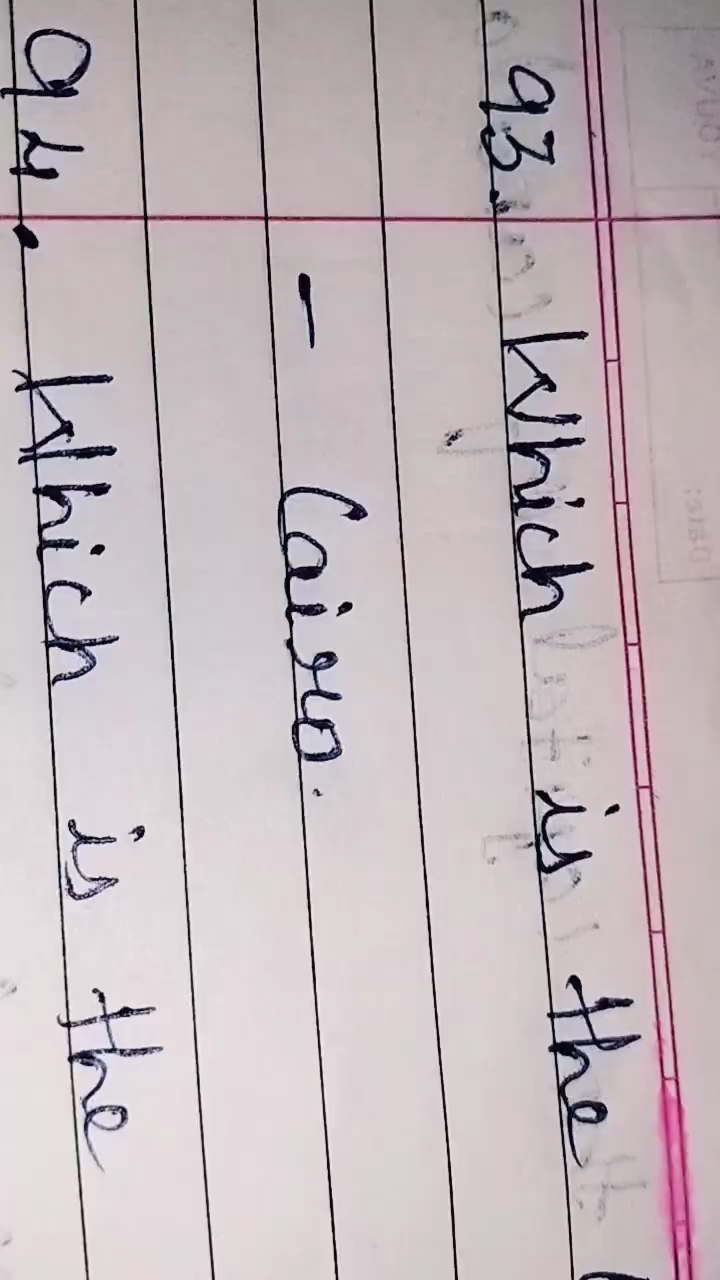 93. Which is the
- Cairo.
94. Which is the